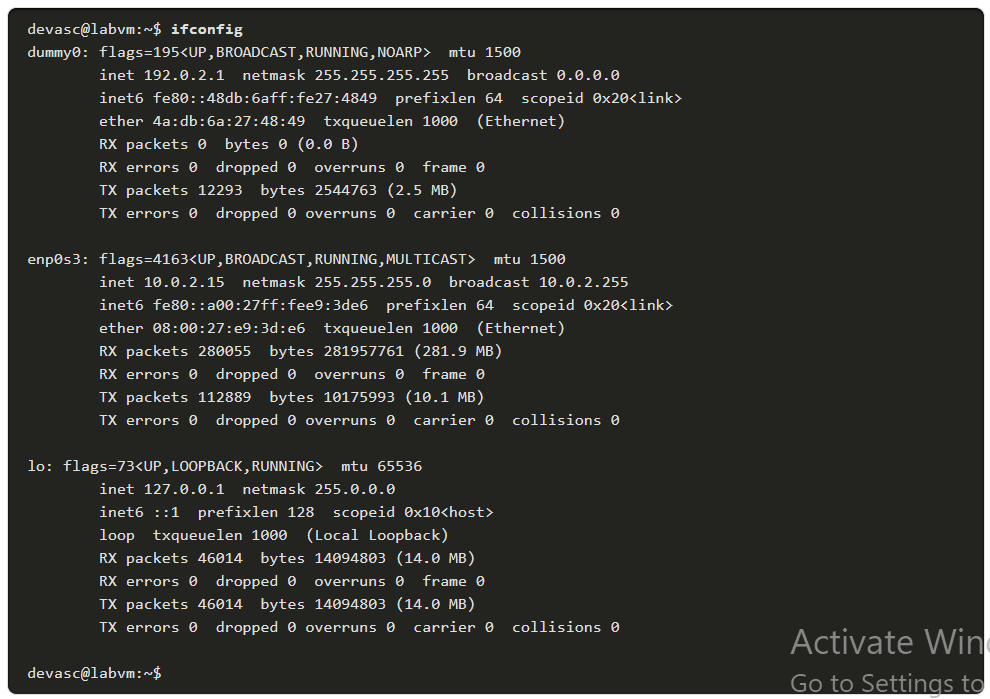 devasc@labvm:~$ ifconfig
dummy0: flags=195<UP,BROADCAST,RUNNING,NOARP>  mtu 1500
        inet 192.0.2.1  netmask 255.255.255.255  broadcast 0.0.0.0
        inet6 fe80::48db:6aff:fe27:4849  prefixlen 64  scopeid 0x20<link>
        ether 4a:db:6a:27:48:49  txqueuelen 1000  (Ethernet)
        RX packets 0  bytes 0 (0.0 B)
        RX errors 0  dropped 0  overruns 0  frame 0
        TX packets 12293  bytes 2544763 (2.5 MB)
        TX errors 0  dropped 0 overruns 0  carrier 0  collisions 0

enp0s3: flags=4163<UP,BROADCAST,RUNNING,MULTICAST>  mtu 1500
        inet 10.0.2.15  netmask 255.255.255.0  broadcast 10.0.2.255
        inet6 fe80::a00:27ff:fee9:3de6  prefixlen 64  scopeid 0x20<link>
        ether 08:00:27:e9:3d:e6  txqueuelen 1000  (Ethernet)
        RX packets 280055  bytes 281957761 (281.9 MB)
        RX errors 0  dropped 0  overruns 0  frame 0
        TX packets 112889  bytes 10175993 (10.1 MB)
        TX errors 0  dropped 0 overruns 0  carrier 0  collisions 0

lo: flags=73<UP,LOOPBACK,RUNNING>  mtu 65536
        inet 127.0.0.1  netmask 255.0.0.0
        inet6 ::1  prefixlen 128  scopeid 0x10<host>
        loop  txqueuelen 1000  (Local Loopback)
        RX packets 46014  bytes 14094803 (14.0 MB)
        RX errors 0  dropped 0  overruns 0  frame 0
        TX packets 46014  bytes 14094803 (14.0 MB)
        TX errors 0  dropped 0 overruns 0  carrier 0  collisions 0

devasc@labvm:~$
Activate
Go to Settings to